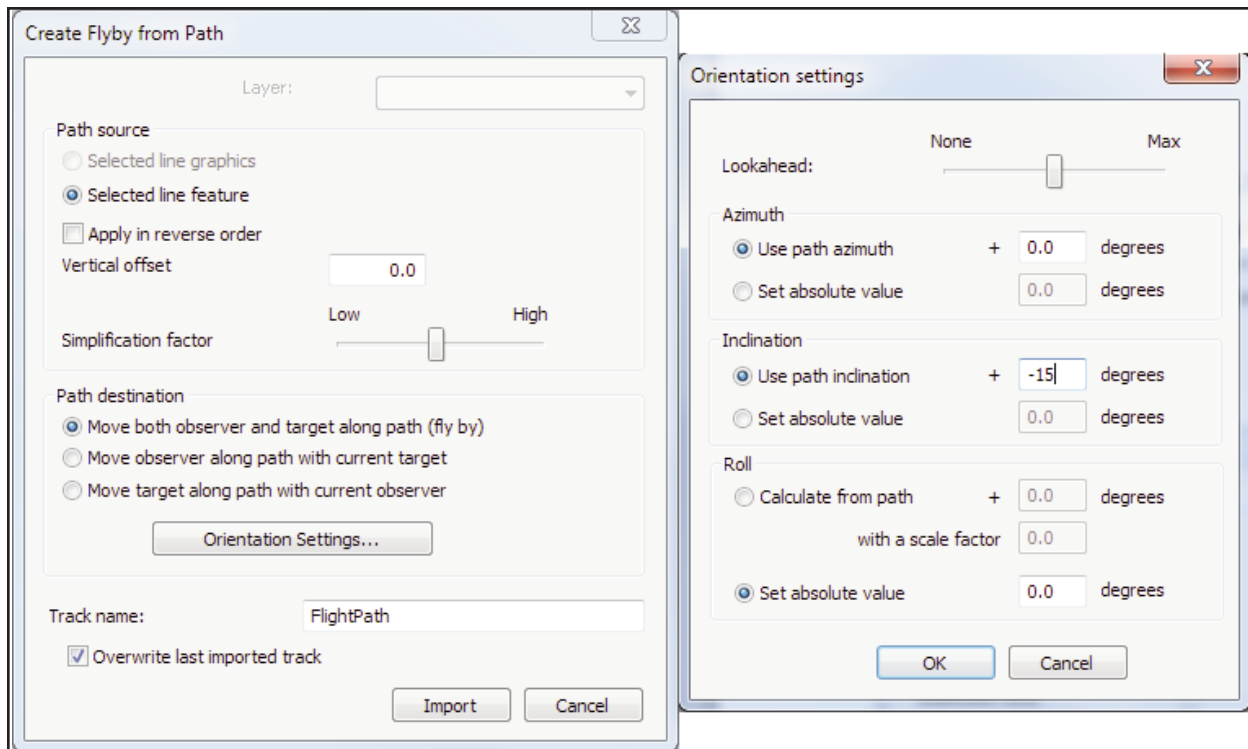 Create Flyby from Path
Layer:
Path source
Selected line graphics
Selected line feature
Apply in reverse order
Vertical offset 0.0
Low High
Simplification factor
Path destination
Move both observer and target along path (fly by)
Move observer along path with current target
Move target along path with current observer
Orientation Settings...
Track name: FlightPath
Overwrite last imported track
Import Cancel
Orientation settings
None Max
Lookahead:
Azimuth
Use path azimuth + 0.0 degrees
Set absolute value 0.0 degrees
Inclination
Use path inclination + -15 degrees
Set absolute value 0.0 degrees
Roll
Calculate from path + 0.0 degrees
with a scale factor 0.0
Set absolute value 0.0 degrees
OK Cancel